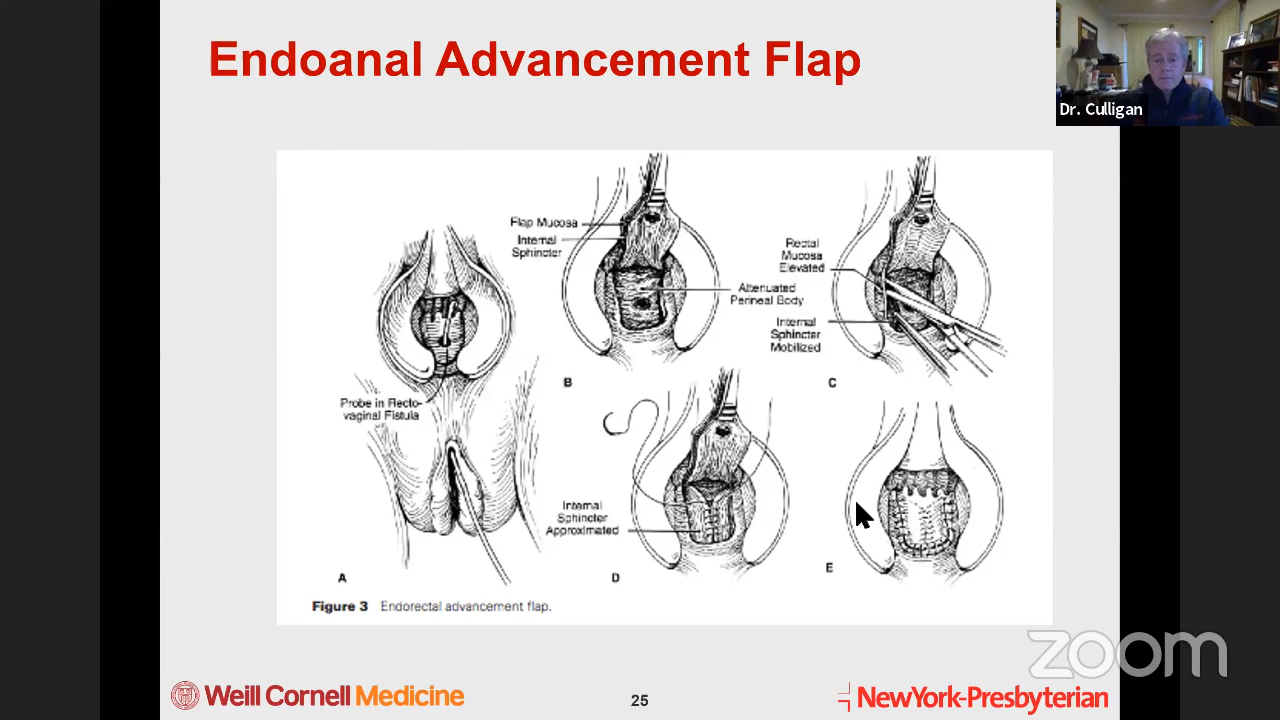 Endoanal Advancement Flap
Dr. Culligan
Flap Mucosa
Internal
Sphincter
Attenuated
Perineal Body
B
Rectal
Mucosa
Elevated
Internal
Sphincter
Mobilized
C
Probe in Recto-
vaginal Fistula
A
Internal
Sphincter
Approximated
D
E
Figure 3 Endorectal advancement flap.
zoom
Weill Cornell Medicine
25
NewYork-Presbyterian